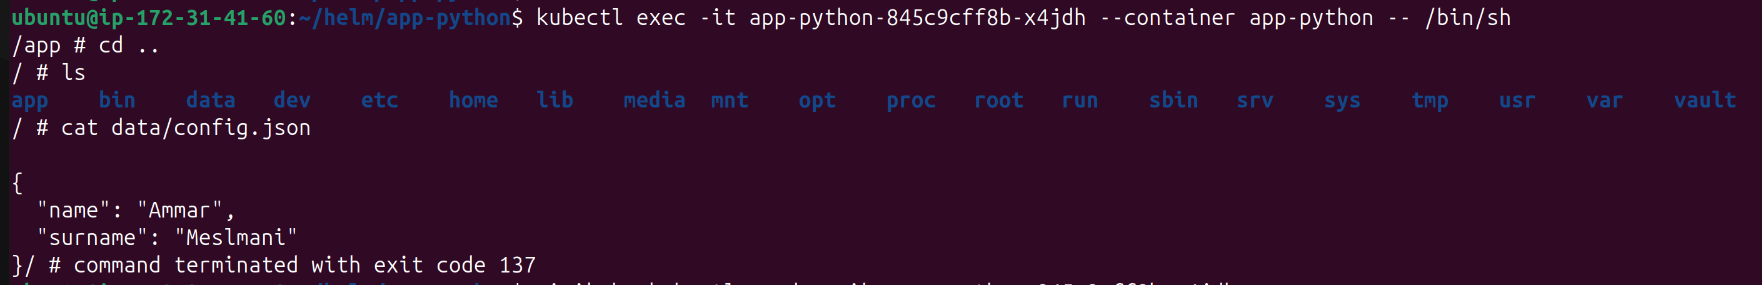 ubuntu@ip-172-31-41-60:~/helm/app-python$ kubectl exec -it app-python-845c9cff8b-x4jdh --container app-python -- /bin/sh
/app # cd ..
/ # ls
app bin data dev etc home lib media mnt opt proc root run sbin srv sys tmp usr var vault
/ # cat data/config.json
{
"name": "Ammar",
"surname": "Meslmani"
}/ # command terminated with exit code 137